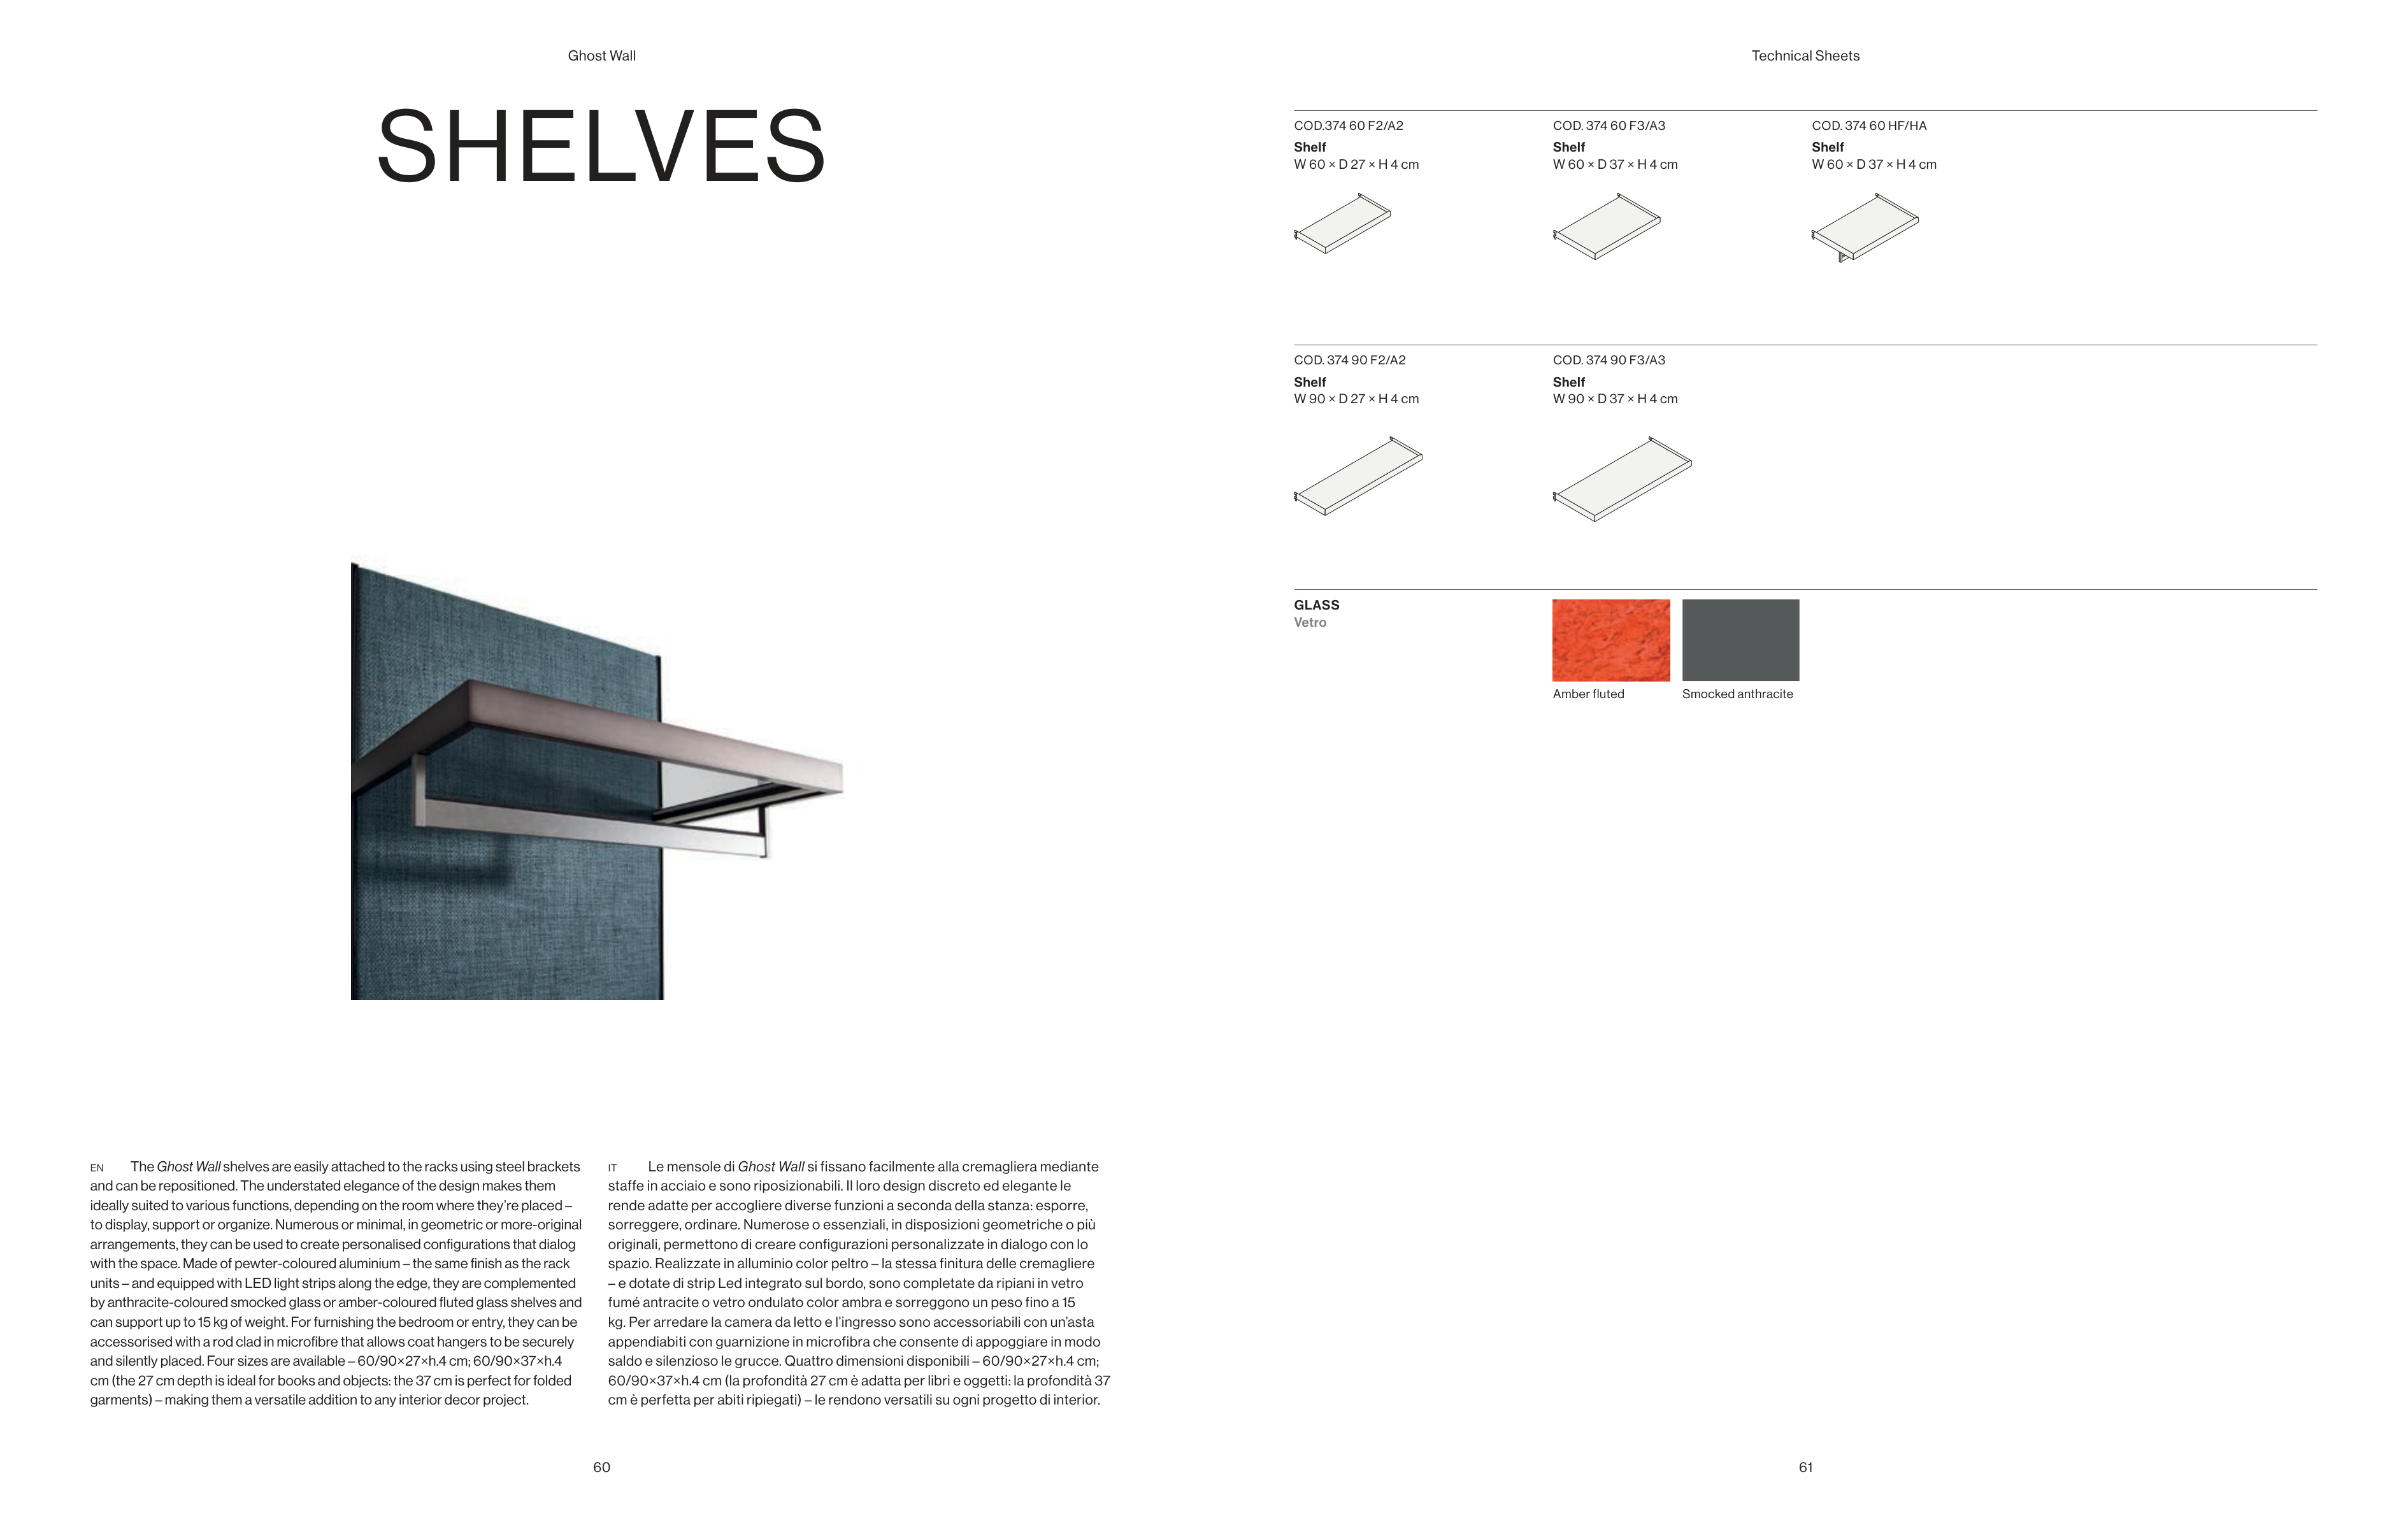 Ghost Wall
SHELVES
EN The Ghost Wall shelves are easily attached to the racks using steel brackets
and can be repositioned. The understated elegance of the design makes them
ideally suited to various functions, depending on the room where they’re placed –
to display, support or organize. Numerous or minimal, in geometric or more-original
arrangements, they can be used to create personalised configurations that dialog
with the space. Made of pewter-coloured aluminium – the same finish as the rack
units – and equipped with LED light strips along the edge, they are complemented
by anthracite-coloured smocked glass or amber-coloured fluted glass shelves and
can support up to 15 kg of weight. For furnishing the bedroom or entry, they can be
accessorised with a rod clad in microfibre that allows coat hangers to be securely
and silently placed. Four sizes are available – 60/90×27×h.4 cm; 60/90×37×h.4
cm (the 27 cm depth is ideal for books and objects: the 37 cm is perfect for folded
garments) – making them a versatile addition to any interior decor project.
IT Le mensole di Ghost Wall si fissano facilmente alla cremagliera mediante
staffe in acciaio e sono riposizionabili. Il loro design discreto ed elegante le
rende adatte per accogliere diverse funzioni a seconda della stanza: esporre,
sorreggere, ordinare. Numerose o essenziali, in disposizioni geometriche o più
originali, permettono di creare configurazioni personalizzate in dialogo con lo
spazio. Realizzate in alluminio color peltro – la stessa finitura delle cremagliere
– e dotate di strip Led integrato sul bordo, sono completate da ripiani in vetro
fumé antracite o vetro ondulato color ambra e sorreggono un peso fino a 15
kg. Per arredare la camera da letto e l’ingresso sono accessoriabili con un’asta
appendiabiti con guarnizione in microfibra che consente di appoggiare in modo
saldo e silenzioso le grucce. Quattro dimensioni disponibili – 60/90×27×h.4 cm;
60/90×37×h.4 cm (la profondità 27 cm è adatta per libri e oggetti: la profondità 37
cm è perfetta per abiti ripiegati) – le rendono versatili su ogni progetto di interior.
60
Technical Sheets
COD.374 60 F2/A2
Shelf
W 60 × D 27 × H 4 cm
COD. 374 60 F3/A3
Shelf
W 60 × D 37 × H 4 cm
COD. 374 60 HF/HA
Shelf
W 60 × D 37 × H 4 cm
COD. 374 90 F2/A2
Shelf
W 90 × D 27 × H 4 cm
COD. 374 90 F3/A3
Shelf
W 90 × D 37 × H 4 cm
GLASS
Vetro
Amber fluted
Smocked anthracite
61